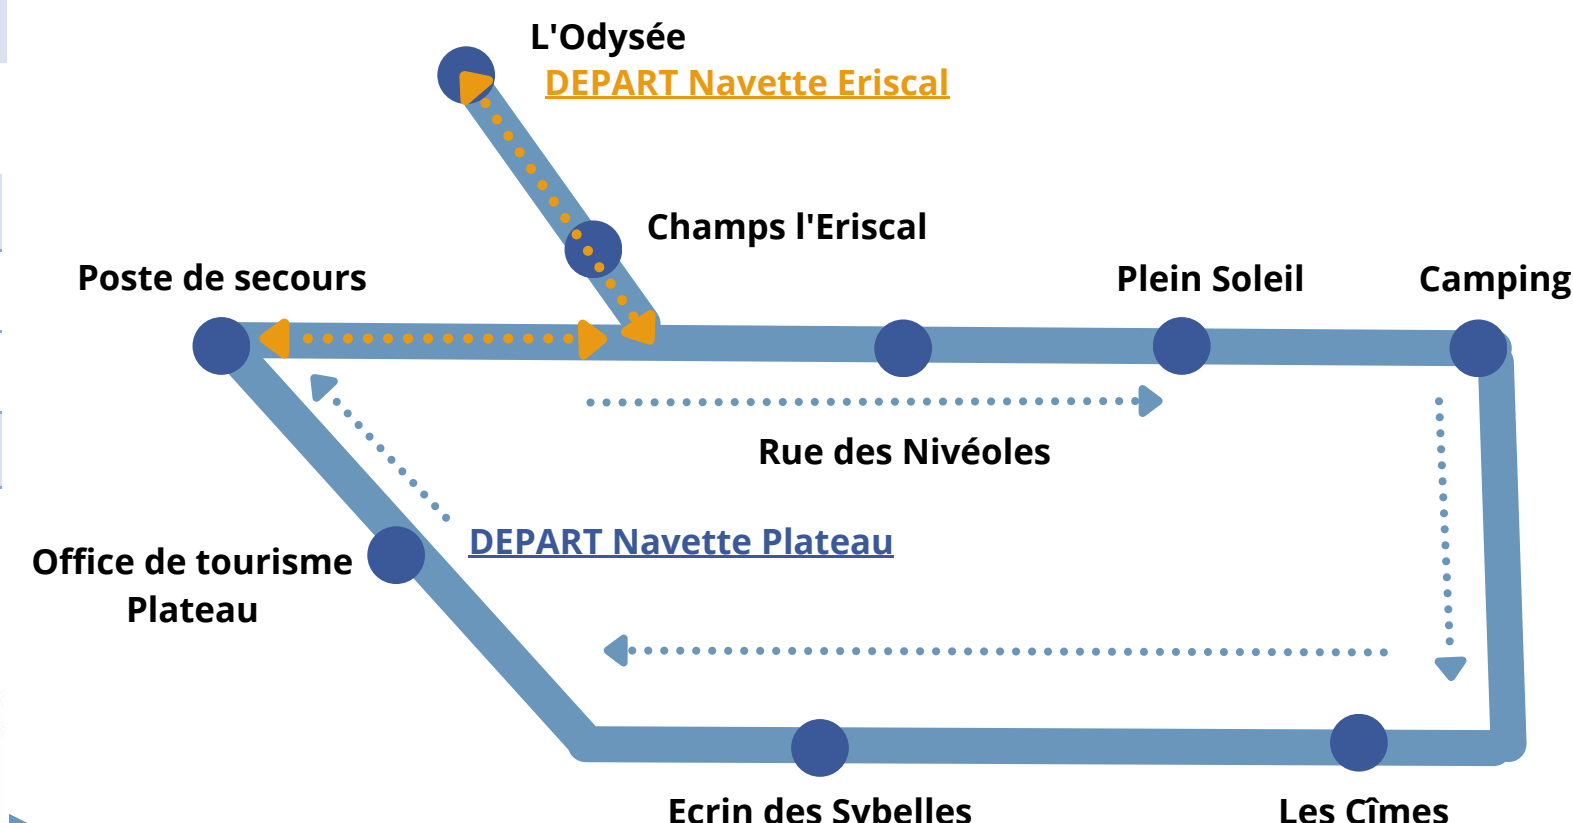 L'Odysée
DEPART Navette Eriscal
Champs l'Eriscal
Poste de secours
Plein Soleil
Camping
Rue des Nivéoles
DEPART Navette Plateau
Office de tourisme
Plateau
Ecrin des Sybelles
Les Cîmes